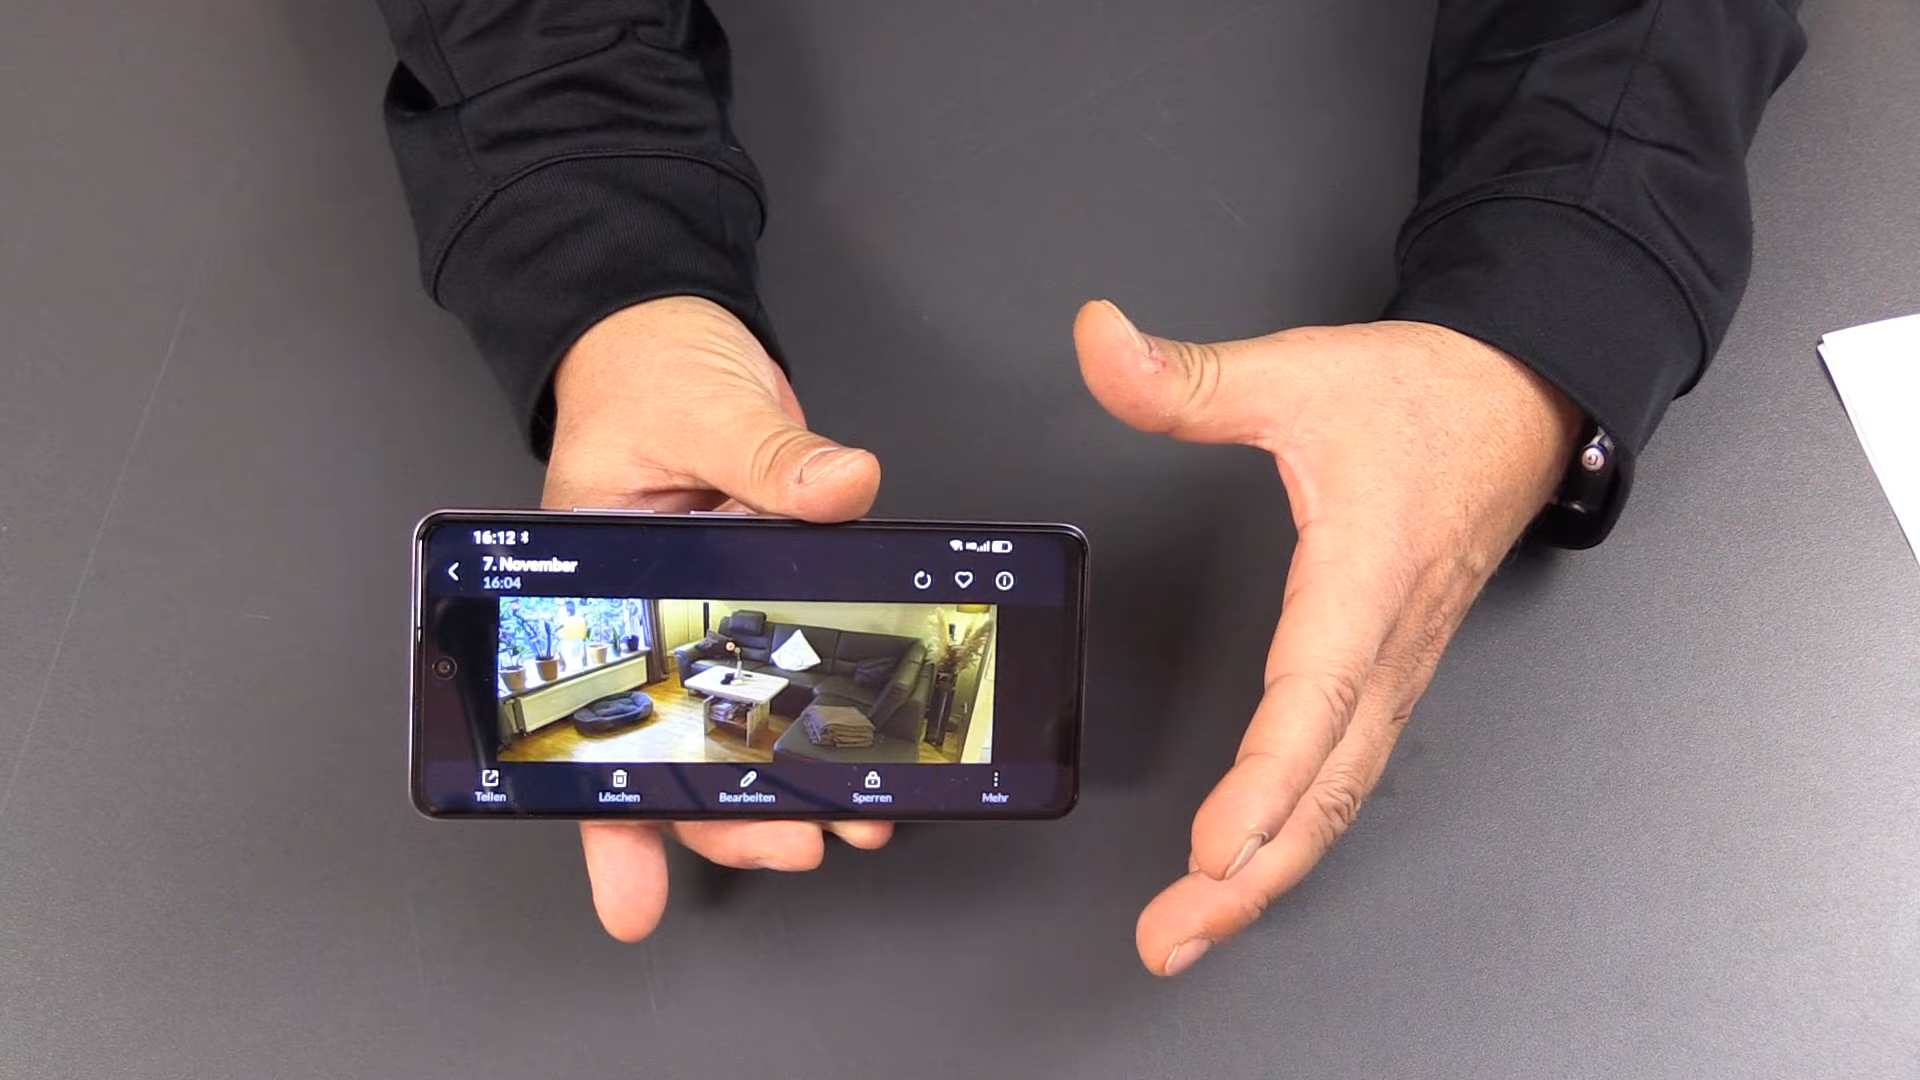 16:12
7. November
16:04
Teilen
Löschen
Bearbeiten
Sperren
Mehr